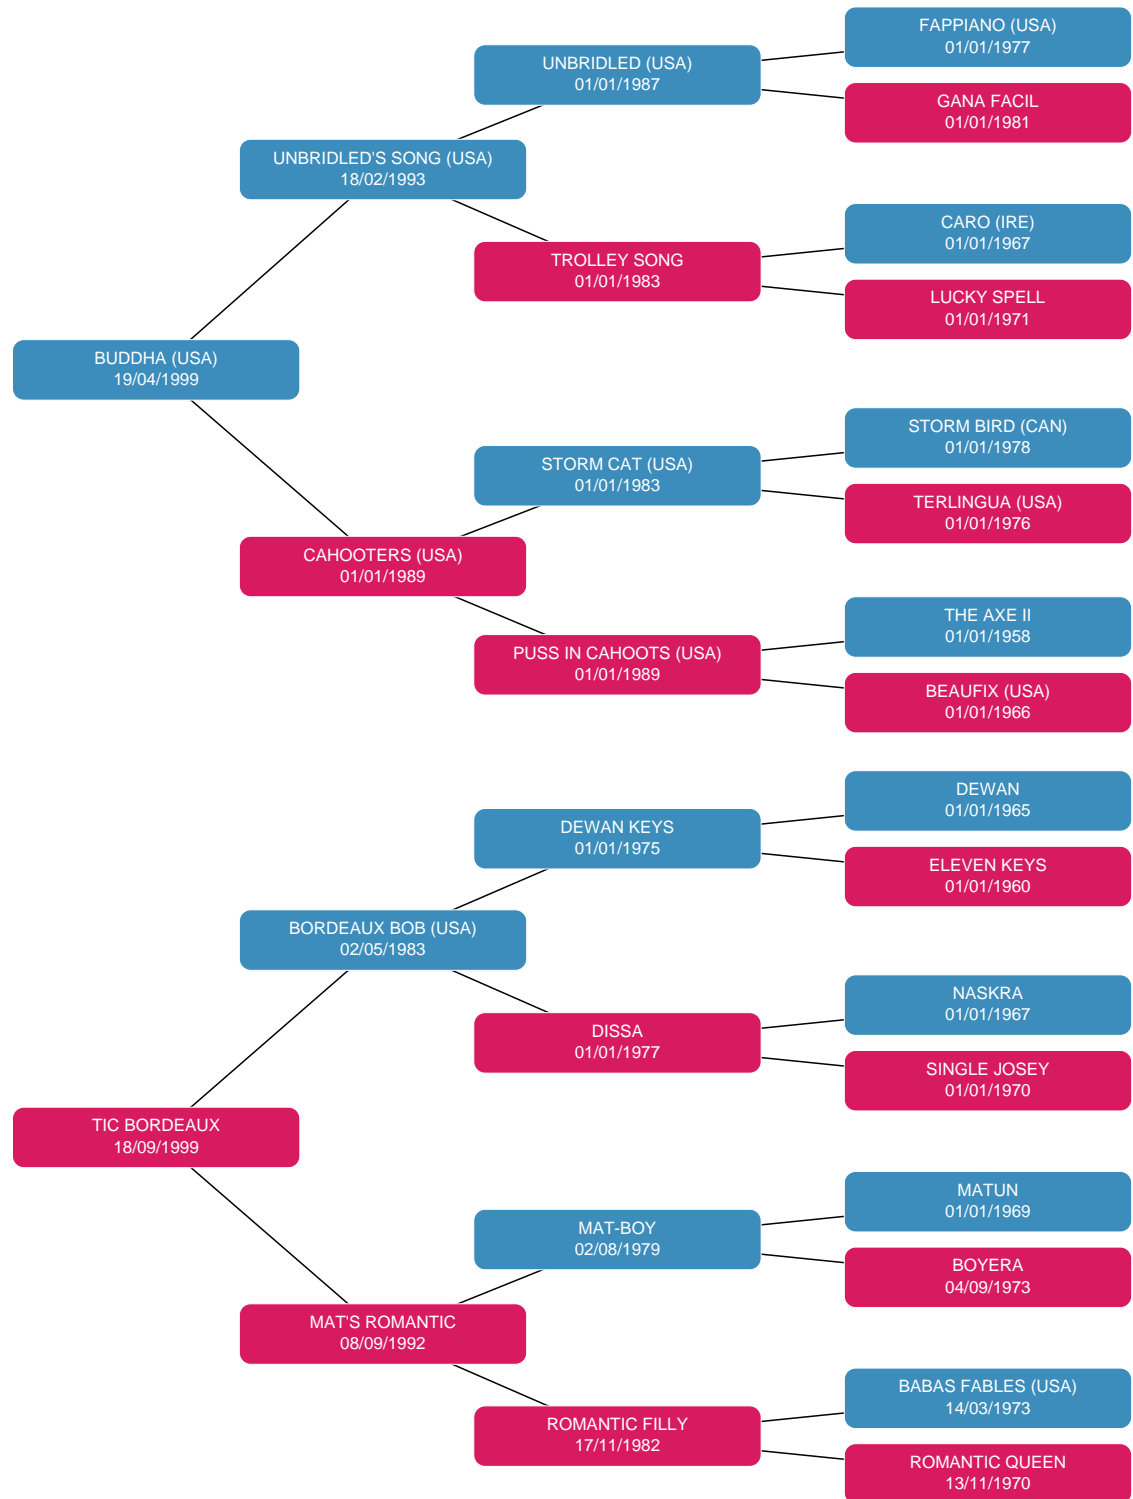 FAPPIANO (USA)
01/01/1977
UNBRIDLED (USA)
01/01/1987
GANA FACIL
01/01/1981
UNBRIDLED'S SONG (USA)
18/02/1993
CARO (IRE)
01/01/1967
TROLLEY SONG
01/01/1983
LUCKY SPELL
01/01/1971
BUDDHA (USA)
19/04/1999
STORM BIRD (CAN)
01/01/1978
STORM CAT (USA)
01/01/1983
TERLINGUA (USA)
01/01/1976
CAHOOTERS (USA)
01/01/1989
THE AXE II
01/01/1958
PUSS IN CAHOOTS (USA)
01/01/1989
BEAUFIX (USA)
01/01/1966
DEWAN
01/01/1965
DEWAN KEYS
01/01/1975
ELEVEN KEYS
01/01/1960
BORDEAUX BOB (USA)
02/05/1983
NASKRA
01/01/1967
DISSA
01/01/1977
SINGLE JOSEY
01/01/1970
TIC BORDEAUX
18/09/1999
MATUN
01/01/1969
MAT-BOY
02/08/1979
BOYERA
04/09/1973
MAT'S ROMANTIC
08/09/1992
BABAS FABLES (USA)
14/03/1973
ROMANTIC FILLY
17/11/1982
ROMANTIC QUEEN
13/11/1970